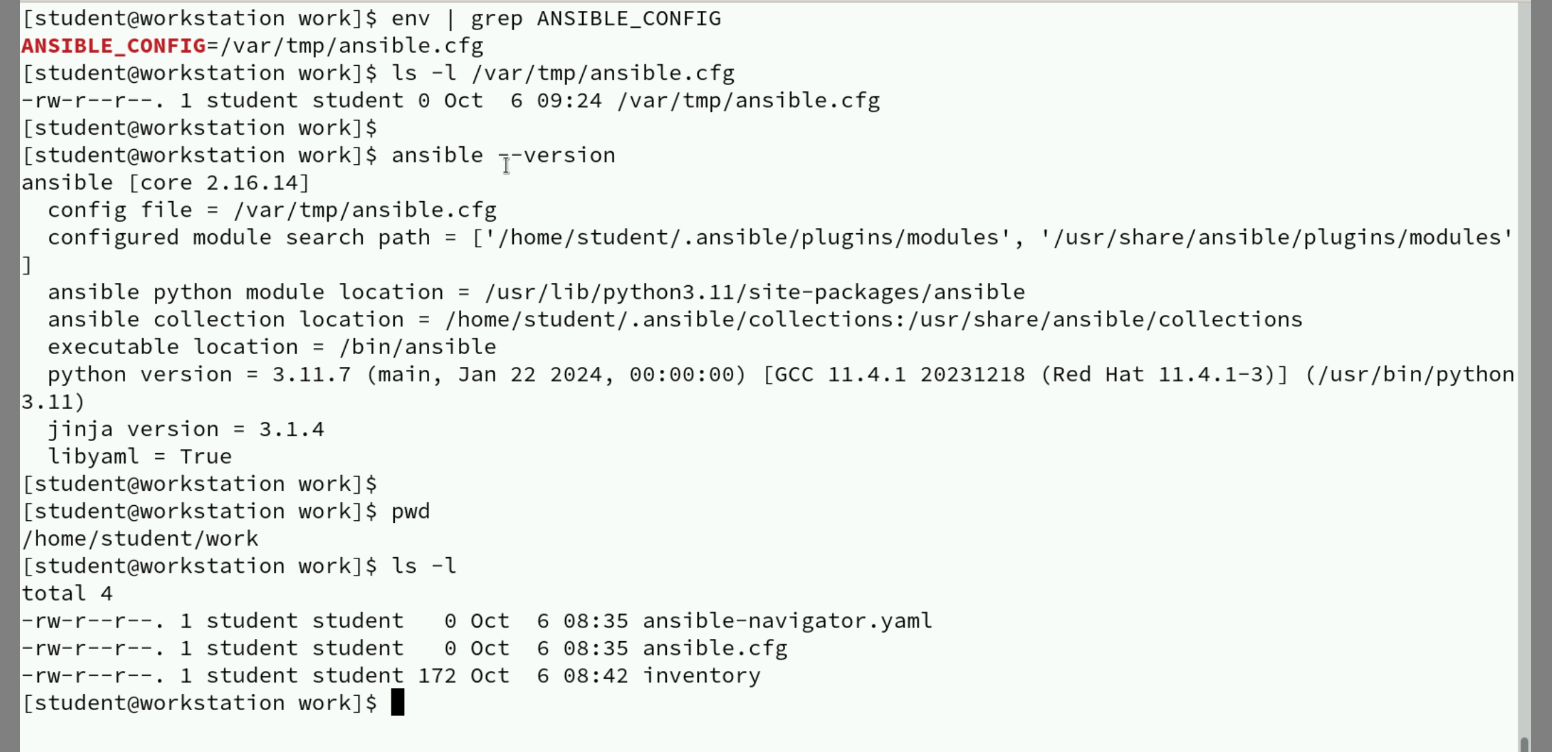 [student@workstation work]$ env | grep ANSIBLE_CONFIG
ANSIBLE_CONFIG=/var/tmp/ansible.cfg
[student@workstation work]$ ls -l /var/tmp/ansible.cfg
-rw-r--r--. 1 student student 0 Oct  6 09:24 /var/tmp/ansible.cfg
[student@workstation work]$
[student@workstation work]$ ansible --version
ansible [core 2.16.14]
  config file = /var/tmp/ansible.cfg
  configured module search path = ['/home/student/.ansible/plugins/modules', '/usr/share/ansible/plugins/modules'
]
  ansible python module location = /usr/lib/python3.11/site-packages/ansible
  ansible collection location = /home/student/.ansible/collections:/usr/share/ansible/collections
  executable location = /bin/ansible
  python version = 3.11.7 (main, Jan 22 2024, 00:00:00) [GCC 11.4.1 20231218 (Red Hat 11.4.1-3)] (/usr/bin/python
3.11)
  jinja version = 3.1.4
  libyaml = True
[student@workstation work]$
[student@workstation work]$ pwd
/home/student/work
[student@workstation work]$ ls -l
total 4
-rw-r--r--. 1 student student   0 Oct  6 08:35 ansible-navigator.yaml
-rw-r--r--. 1 student student   0 Oct  6 08:35 ansible.cfg
-rw-r--r--. 1 student student 172 Oct  6 08:42 inventory
[student@workstation work]$